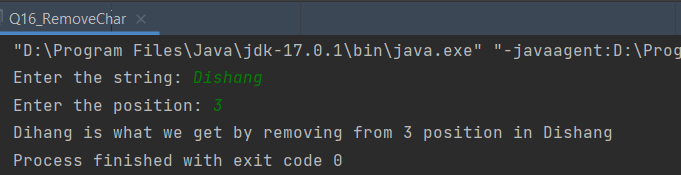 Q16_RemoveChar
"D:\Program Files\Java\jdk-17.0.1\bin\java.exe" "-javaagent:D:\Prog
Enter the string: Dishang
Enter the position: 3
Dihang is what we get by removing from 3 position in Dishang
Process finished with exit code 0